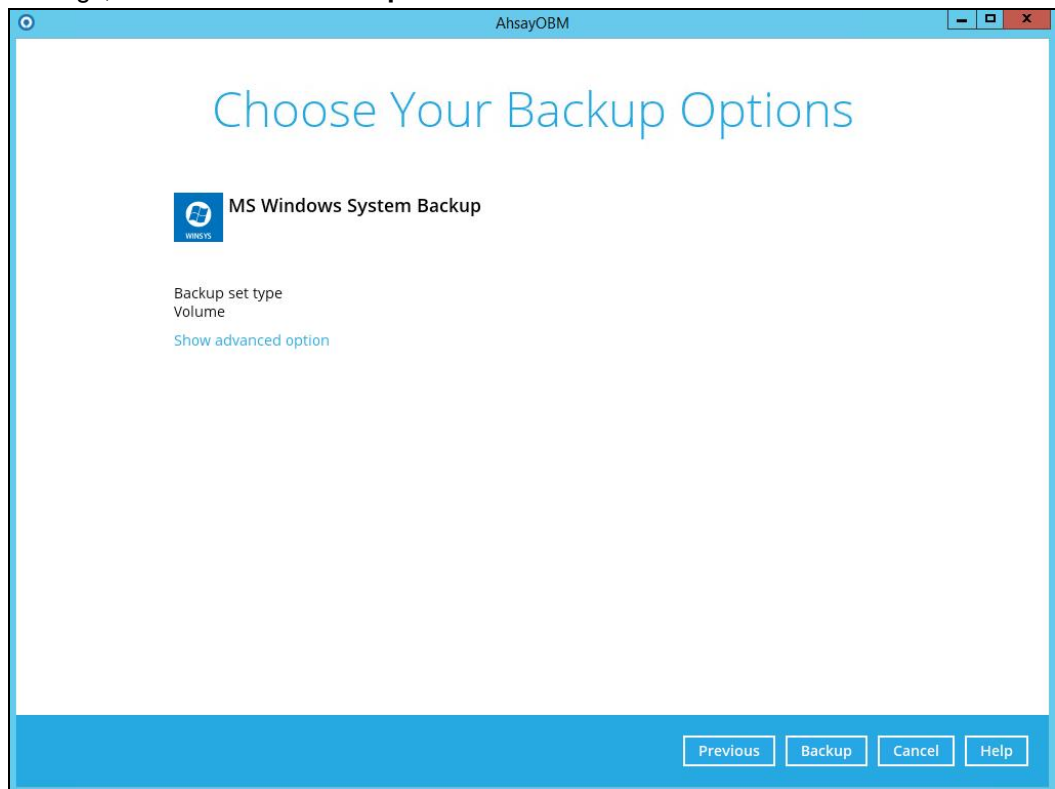 AhsayOBM
Choose Your Backup Options
MS Windows System Backup
WINSYS
Backup set type
Volume
Show advanced option
Previous Backup Cancel Help